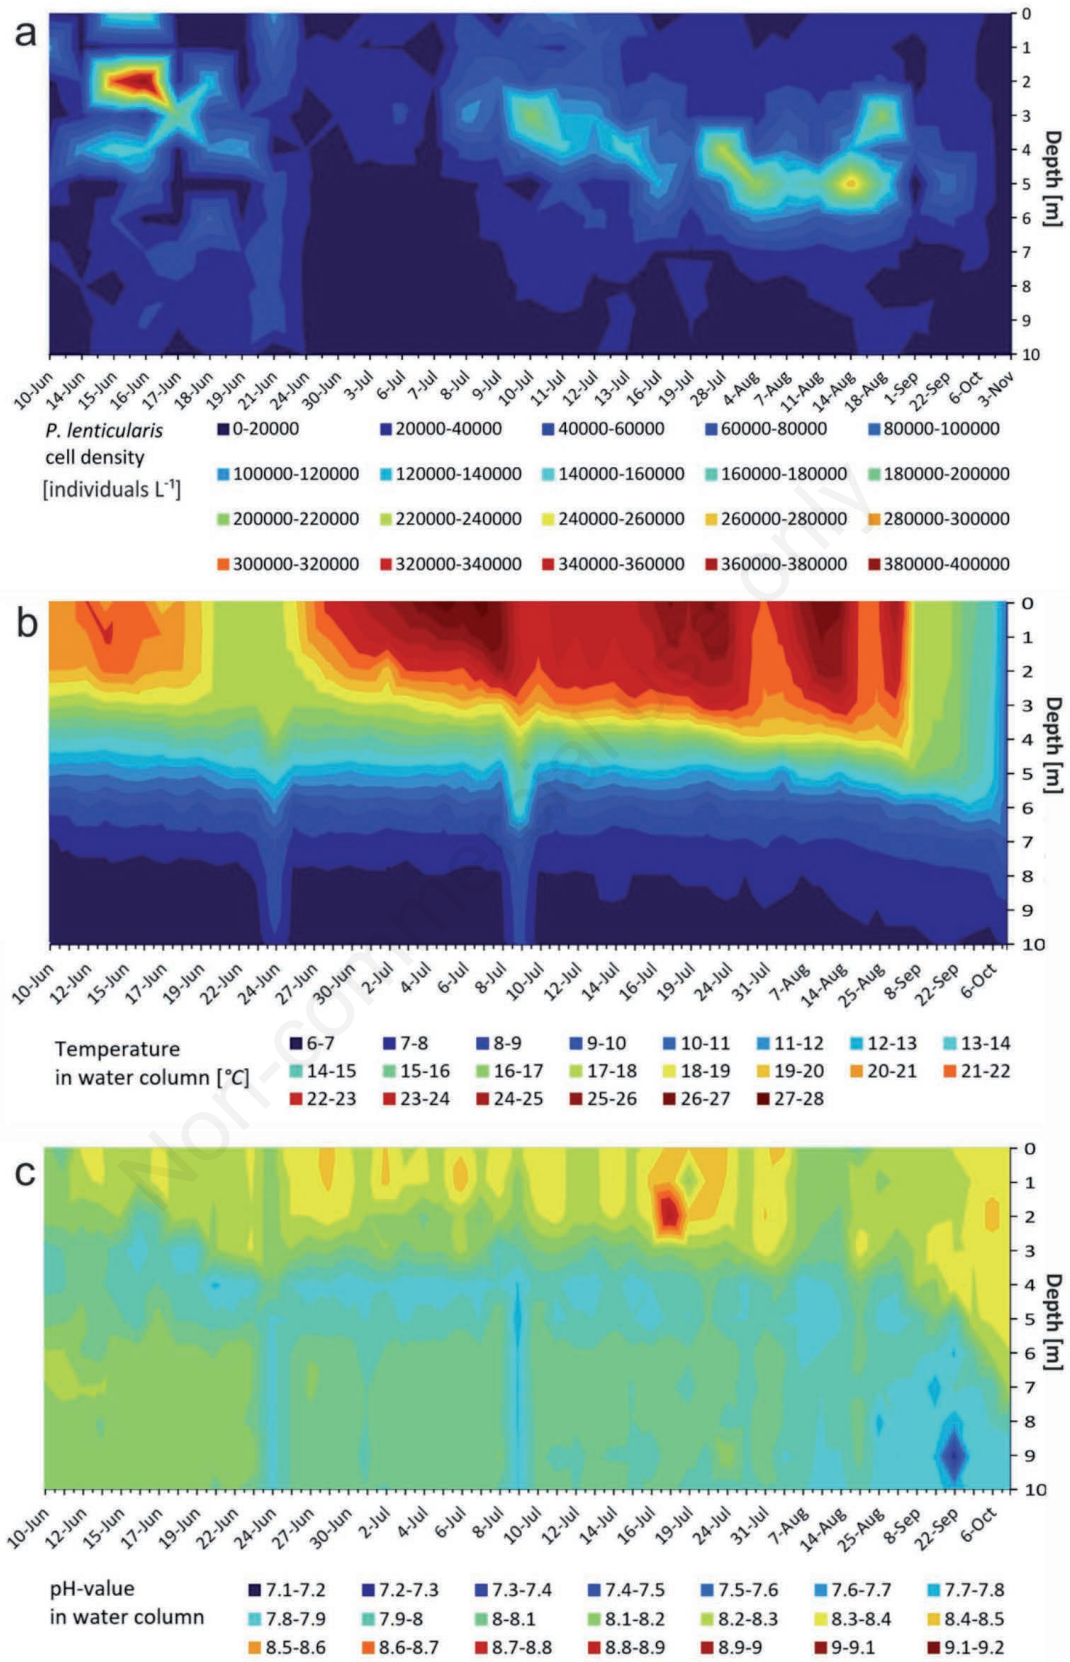 a
0
1
2
3
4
5
6
7
8
9
10
Depth [m]
10-Jun 14-Jun 15-Jun 16-Jun 17-Jun 18-Jun 19-Jun 21-Jun 24-Jun 30-Jun 3-Jul 6-Jul 7-Jul 8-Jul 9-Jul 10-Jul 11-Jul 12-Jul 13-Jul 16-Jul 19-Jul 28-Jul 4-Aug 7-Aug 11-Aug 14-Aug 18-Aug 1-Sep 22-Sep 6-Oct 3-Nov
P. lenticularis
cell density
[individuals L⁻¹]
0-20000 20000-40000 40000-60000 60000-80000 80000-100000
100000-120000 120000-140000 140000-160000 160000-180000 180000-200000
200000-220000 220000-240000 240000-260000 260000-280000 280000-300000
300000-320000 320000-340000 340000-360000 360000-380000 380000-400000
b
0
1
2
3
4
5
6
7
8
9
10
Depth [m]
10-Jun 12-Jun 15-Jun 17-Jun 19-Jun 22-Jun 24-Jun 27-Jun 30-Jun 2-Jul 4-Jul 6-Jul 8-Jul 10-Jul 12-Jul 14-Jul 16-Jul 19-Jul 24-Jul 31-Jul 7-Aug 14-Aug 25-Aug 8-Sep 22-Sep 6-Oct
Temperature
in water column [°C]
6-7 7-8 8-9 9-10 10-11 11-12 12-13 13-14
14-15 15-16 16-17 17-18 18-19 19-20 20-21 21-22
22-23 23-24 24-25 25-26 26-27 27-28
c
0
1
2
3
4
5
6
7
8
9
10
Depth [m]
10-Jun 12-Jun 15-Jun 17-Jun 19-Jun 22-Jun 24-Jun 27-Jun 30-Jun 2-Jul 4-Jul 6-Jul 8-Jul 10-Jul 12-Jul 14-Jul 16-Jul 19-Jul 24-Jul 31-Jul 7-Aug 14-Aug 25-Aug 8-Sep 22-Sep 6-Oct
pH-value
in water column
7.1-7.2 7.2-7.3 7.3-7.4 7.4-7.5 7.5-7.6 7.6-7.7 7.7-7.8
7.8-7.9 7.9-8 8-8.1 8.1-8.2 8.2-8.3 8.3-8.4 8.4-8.5
8.5-8.6 8.6-8.7 8.7-8.8 8.8-8.9 8.9-9 9-9.1 9.1-9.2
Non-commercial use only